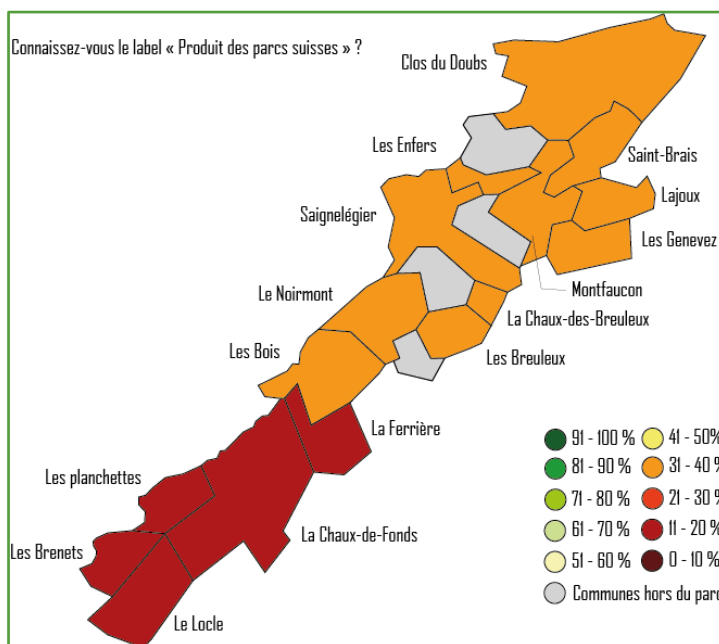 Connaissez-vous le label « Produit des parcs suisses » ?
Clos du Doubs
Les Enfers
Saint-Brais
Saignelégier
Lajoux
Les Genevez
Montfaucon
Le Noirmont
La Chaux-des-Breuleux
Les Breuleux
Les Bois
La Ferrière
Les planchettes
La Chaux-de-Fonds
Les Brenets
Le Locle
91 - 100 % 41 - 50%
81 - 90 % 31 - 40 %
71 - 80 % 21 - 30 %
61 - 70 % 11 - 20 %
51 - 60 % 0 - 10 %
Communes hors du parc